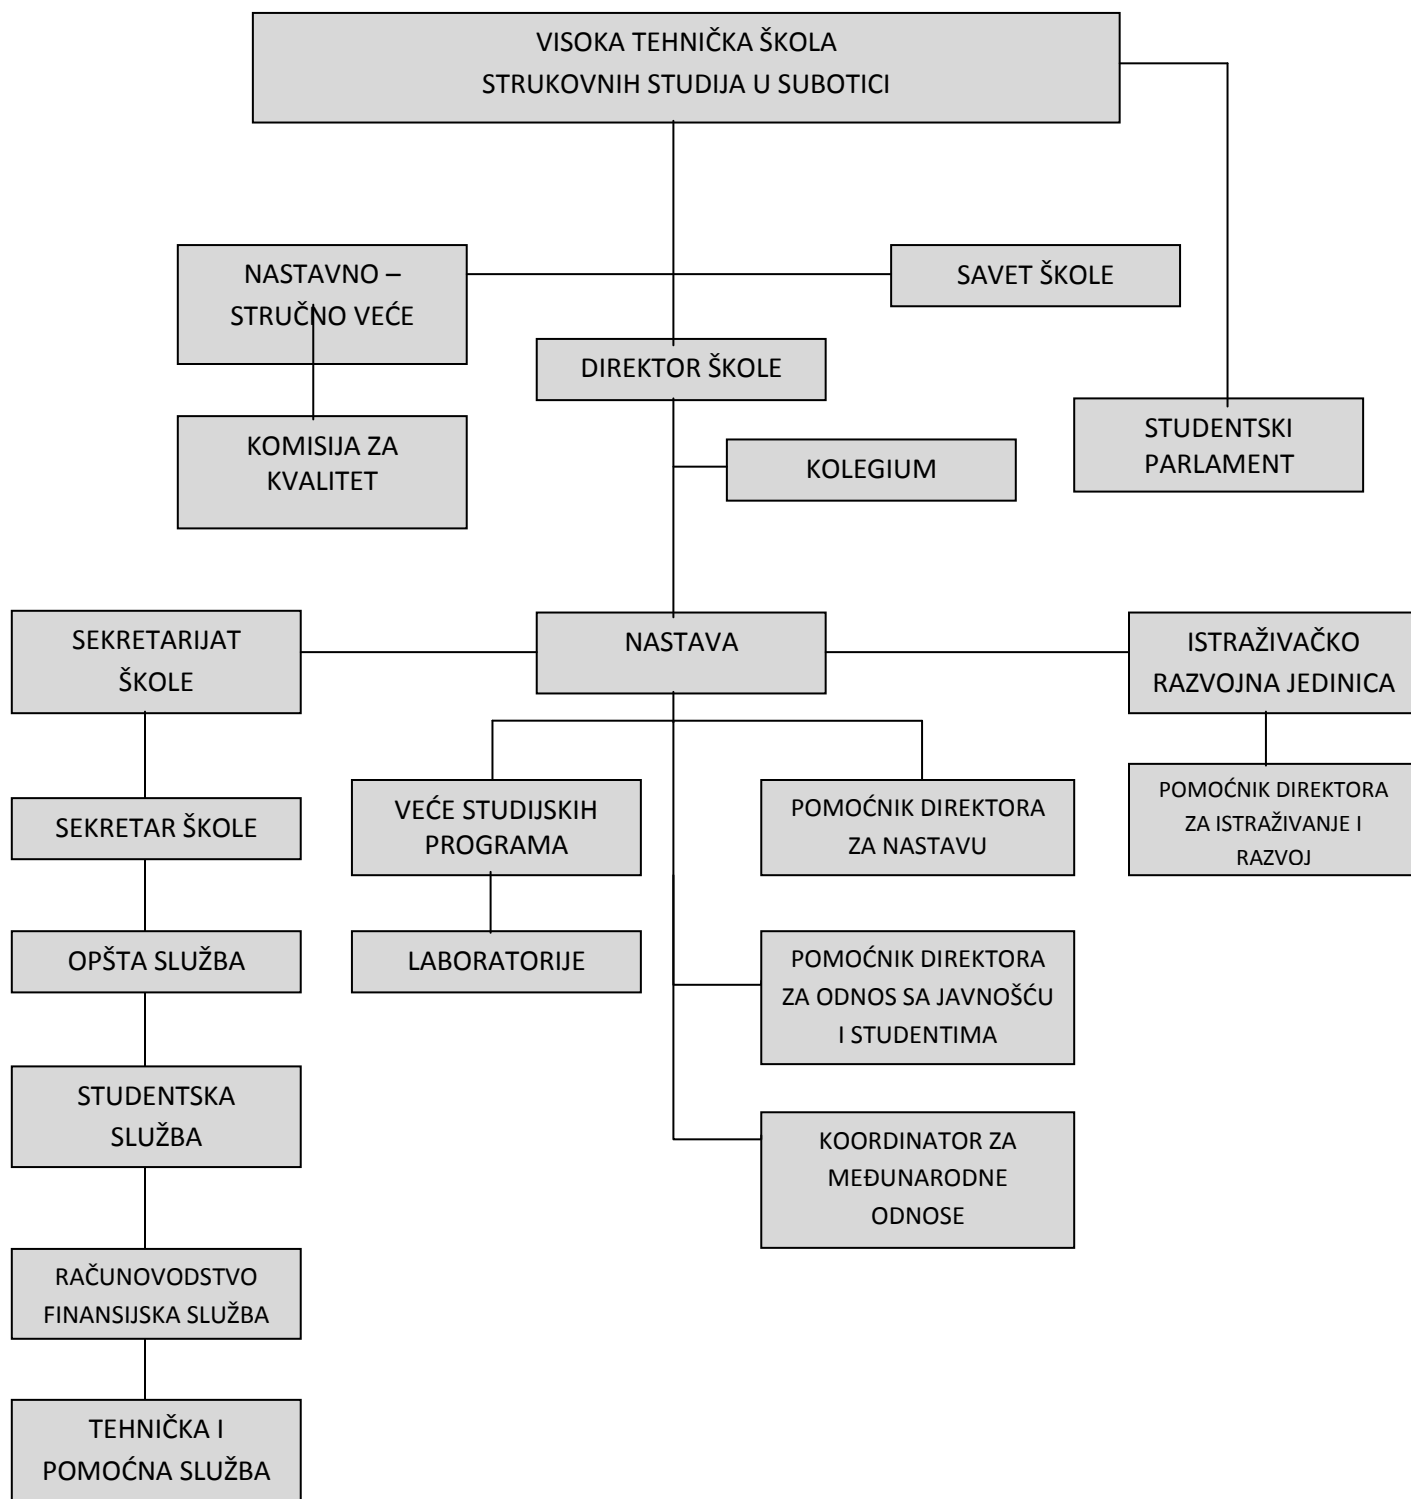 VISOKA TEHNIČKA ŠKOLA
STRUKOVNIH STUDIJA U SUBOTICI
NASTAVNO –
STRUČNO VEĆE
SAVET ŠKOLE
DIREKTOR ŠKOLE
KOMISIJA ZA
KVALITET
KOLEGIUM
STUDENTSKI
PARLAMENT
SEKRETARIJAT
ŠKOLE
NASTAVA
ISTRAŽIVAČKO
RAZVOJNA JEDINICA
SEKRETAR ŠKOLE
VEĆE STUDIJSKIH
PROGRAMA
POMOĆNIK DIREKTORA
ZA NASTAVU
POMOĆNIK DIREKTORA
ZA ISTRAŽIVANJE I
RAZVOJ
OPŠTA SLUŽBA
LABORATORIJE
POMOĆNIK DIREKTORA
ZA ODNOS SA JAVNOŠĆU
I STUDENTIMA
STUDENTSKA
SLUŽBA
KOORDINATOR ZA
MEĐUNARODNE
ODNOSE
RAČUNOVODSTVO
FINANSIJSKA SLUŽBA
TEHNIČKA I
POMOĆNA SLUŽBA